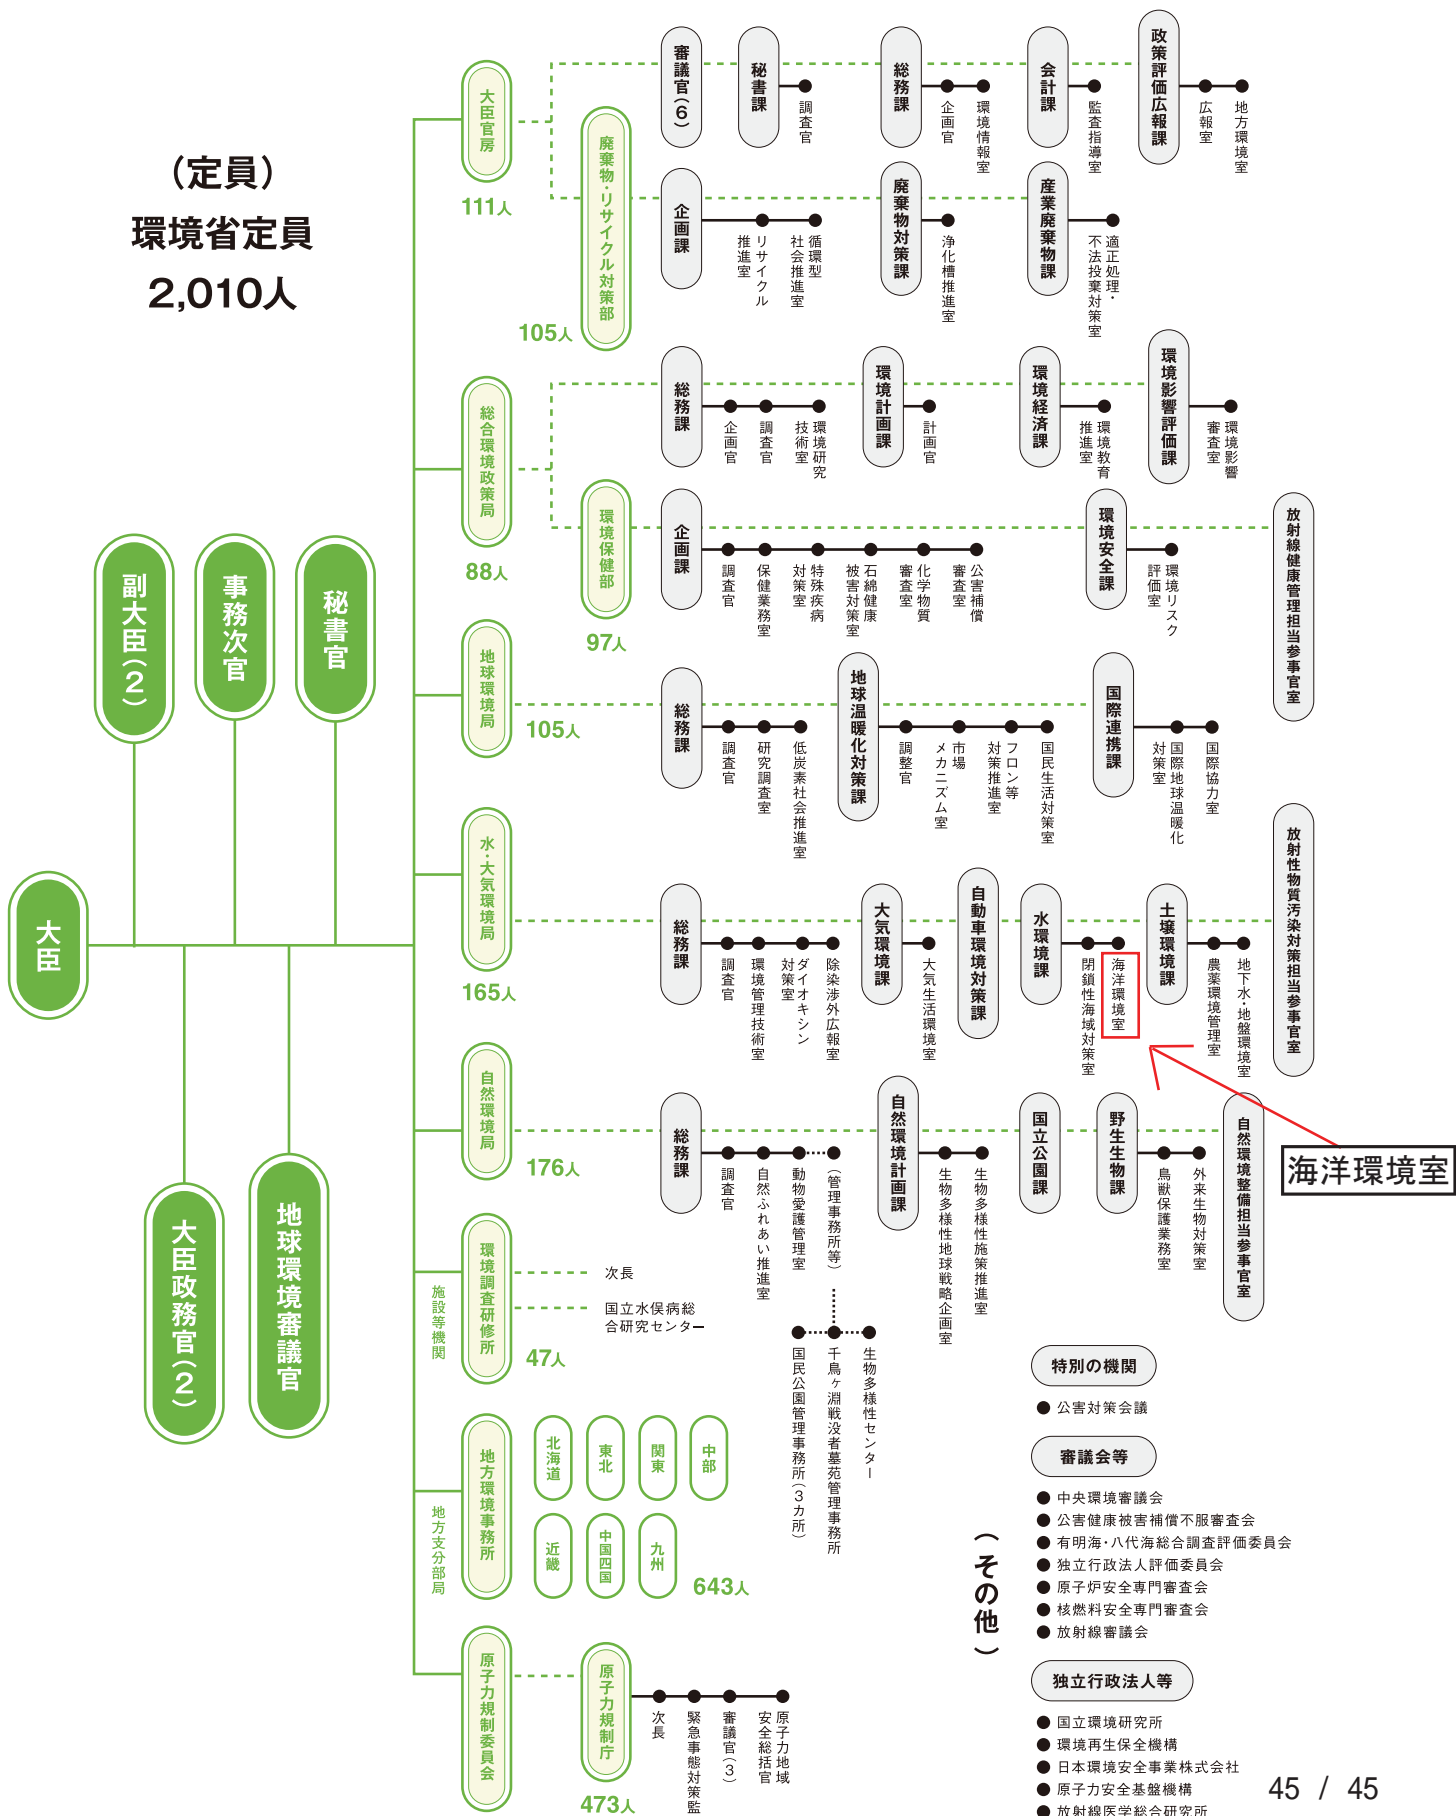 (定員)
環境省定員
2,010人
大臣
副大臣(2)
事務次官
秘書官
大臣政務官(2)
地球環境審議官
大臣官房
111人
審議官(6)
秘書課
調査官
総務課
企画官
環境情報室
会計課
監査指導室
政策評価広報課
広報室
地方環境室
廃棄物・リサイクル対策部
105人
企画課
リサイクル
推進室
循環型
社会推進室
廃棄物対策課
浄化槽推進室
産業廃棄物課
適正処理・
不法投棄対策室
総合環境政策局
88人
総務課
企画官
調査官
環境研究
技術室
環境計画課
計画官
環境経済課
環境教育
推進室
環境影響評価課
環境影響
審査室
環境保健部
97人
企画課
調査官
保健業務室
特殊疾病
対策室
石綿健康
被害対策室
化学物質
審査室
公害補償
審査室
環境安全課
環境リスク
評価室
放射線健康管理担当参事官室
地球環境局
105人
総務課
調査官
研究調査室
低炭素社会推進室
地球温暖化対策課
調整官
市場
メカニズム室
フロン等
対策推進室
国民生活対策室
国際連携課
国際地球温暖化
対策室
国際協力室
水・大気環境局
165人
総務課
調査官
環境管理技術室
ダイオキシン
対策室
除染渉外広報室
大気環境課
大気生活環境室
自動車環境対策課
水環境課
閉鎖性海域対策室
海洋環境室
土壌環境課
農薬環境管理室
地下水・地盤環境室
放射性物質汚染対策担当参事官室
海洋環境室
自然環境局
176人
総務課
調査官
自然ふれあい推進室
動物愛護管理室
(管理事務所等)
国民公園管理事務所(3カ所)
千鳥ヶ淵戦没者墓苑管理事務所
生物多様性センター
自然環境計画課
生物多様性地球戦略企画室
生物多様性施策推進室
国立公園課
野生生物課
鳥獣保護業務室
外来生物対策室
自然環境整備担当参事官室
施設等機関
環境調査研修所
47人
次長
国立水俣病総
合研究センター
地方支分部局
地方環境事務所
北海道
東北
関東
中部
近畿
中国四国
九州
643人
原子力規制委員会
原子力規制庁
473人
次長
緊急事態対策監
審議官(3)
原子力地域
安全総括官
(その他)
特別の機関
● 公害対策会議
審議会等
● 中央環境審議会
● 公害健康被害補償不服審査会
● 有明海・八代海総合調査評価委員会
● 独立行政法人評価委員会
● 原子炉安全専門審査会
● 核燃料安全専門審査会
● 放射線審議会
独立行政法人等
● 国立環境研究所
● 環境再生保全機構
● 日本環境安全事業株式会社
● 原子力安全基盤機構
● 放射線医学総合研究所
45 / 45